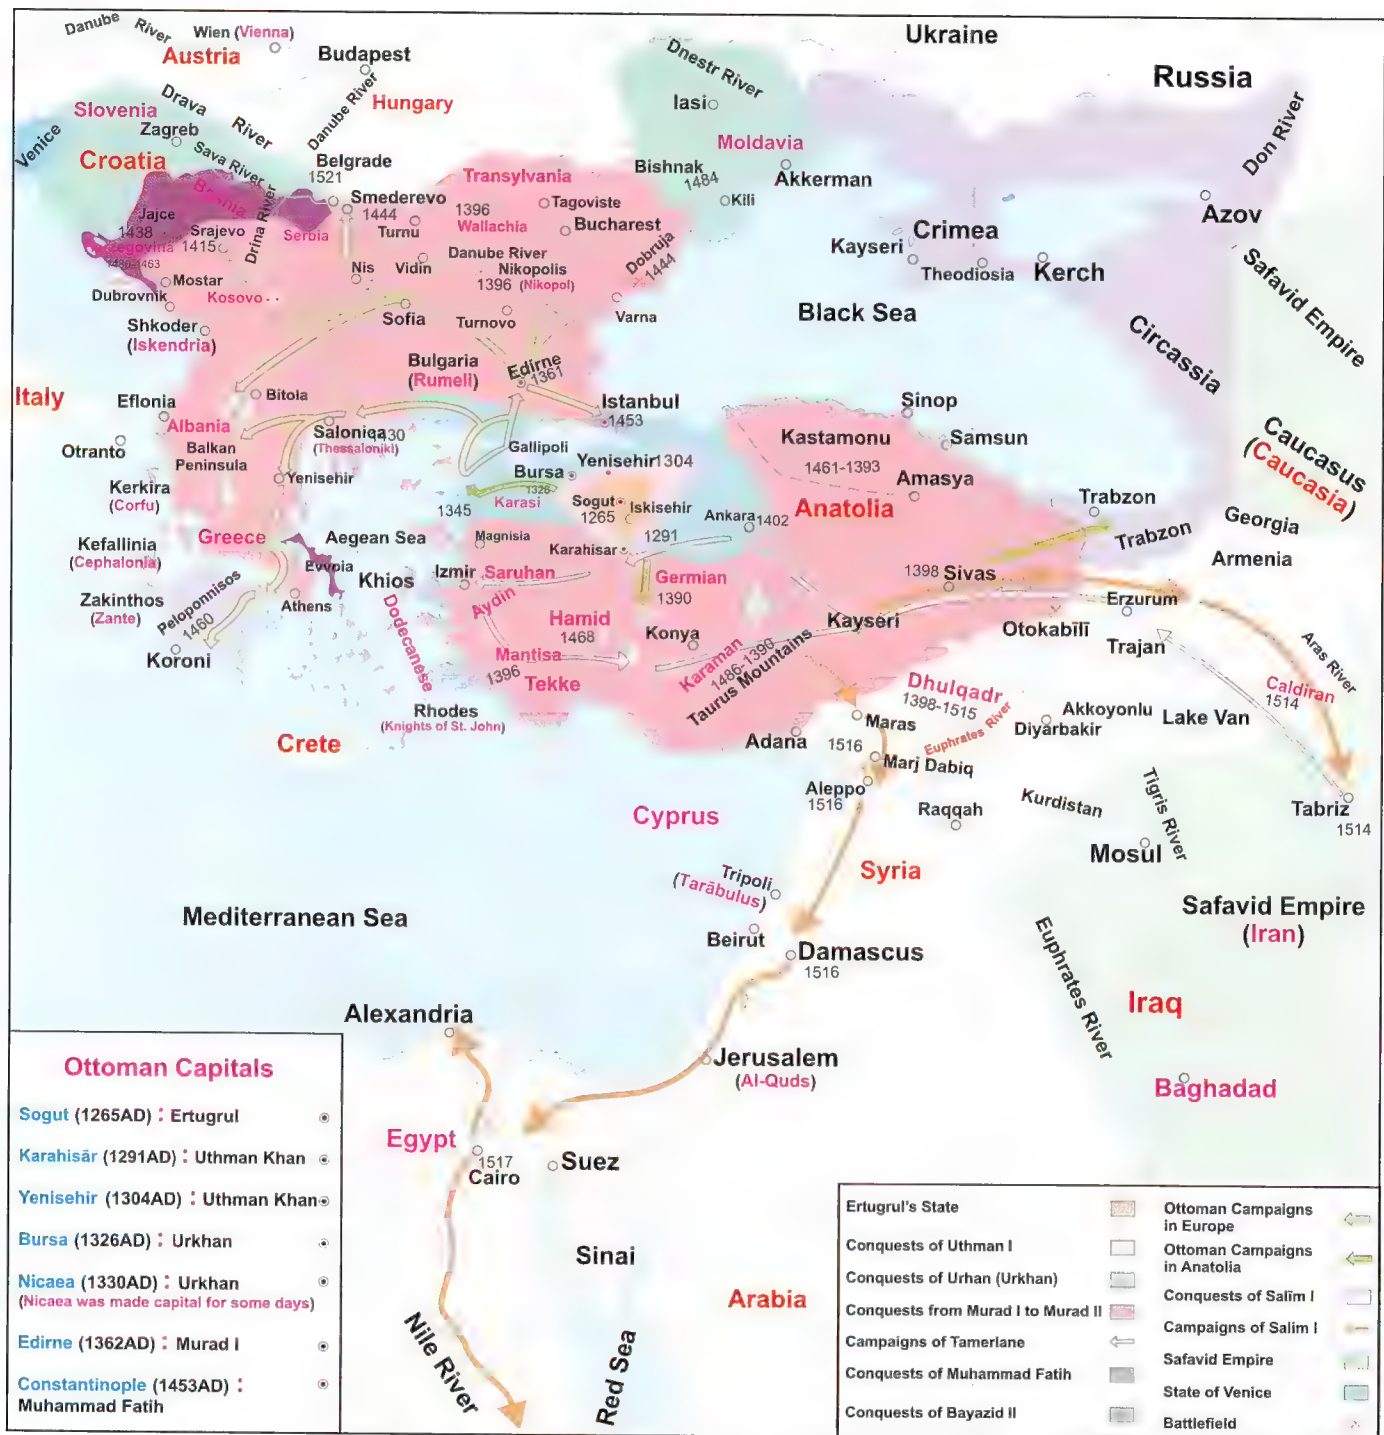 Danube River
Wien (Vienna)
Austria
Budapest
Hungary
Danube River
Ukraine
Russia
Dnestr River
Iasi
Moldavia
Bishnak
1484
Akkerman
Kili
Don River
Azov
Venice
Slovenia
Drava River
Zagreb
Croatia
Sava River
Belgrade
1521
Smederevo
1444
Turnu
Transylvania
1396
Wallachia
Tagoviste
Bucharest
Bosnia
Jajce
1438
Srajevo
1415
Drina River
Serbia
Mostar
Dubrovnik
Kosovo
Nis
Vidin
Danube River
Nikopolis
1396 (Nikopol)
Dobruja
1444
Varna
Crimea
Kayseri
Theodiosia
Kerch
Safavid Empire
Black Sea
Circassia
Shkoder
(Iskendria)
Sofia
Turnovo
Bulgaria
(Rumeli)
Edirne
1361
Istanbul
1453
Italy
Eflonia
Bitola
Albania
Otranto
Balkan
Peninsula
Saloniqa
1430
(Thessaloniki)
Gallipoli
Yenisehir
Kerkira
(Corfu)
Bursa
1326
Yenisehir 1304
Karasi
1345
Sogut
1265
Iskisehir
1291
Ankara 1402
Sinop
Samsun
Kastamonu
1461-1393
Amasya
Anatolia
Trabzon
Trabzon
Caucasus
(Caucasia)
Georgia
Armenia
Greece
Kefallinia
(Cephalonia)
Aegean Sea
Evvoia
Khios
Magnisia
Karahisar
Izmir
Saruhan
Aydin
Germian
1390
Hamid
1468
Zakinthos
(Zante)
Peloponnisos
1460
Athens
Koroni
Dodecanese
Mantisa
1396
Tekke
Konya
Karaman
1486-1390
Taurus Mountains
Kayseri
1398 Sivas
Erzurum
Otokabili
Trajan
Aras River
Caldiran
1514
Rhodes
(Knights of St. John)
Crete
Dhulqadr
1398-1515
Maras
1516
Adana
Marj Dabiq
Euphrates River
Akkoyonlu
Diyarbakir
Lake Van
Aleppo
1516
Raqqah
Kurdistan
Tigris River
Tabriz
1514
Mosul
Cyprus
Syria
Tripoli
(Tarābulus)
Beirut
Damascus
1516
Mediterranean Sea
Safavid Empire
(Iran)
Euphrates River
Iraq
Baghadad
Alexandria
Jerusalem
(Al-Quds)
Egypt
1517
Cairo
Suez
Sinai
Arabia
Nile River
Red Sea
Ottoman Capitals
Sogut (1265AD) : Ertugrul
Karahisār (1291AD) : Uthman Khan
Yenisehir (1304AD) : Uthman Khan
Bursa (1326AD) : Urkhan
Nicaea (1330AD) : Urkhan
(Nicaea was made capital for some days)
Edirne (1362AD) : Murad I
Constantinople (1453AD) :
Muhammad Fatih
Ertugrul's State
Conquests of Uthman I
Conquests of Urhan (Urkhan)
Conquests from Murad I to Murad II
Campaigns of Tamerlane
Conquests of Muhammad Fatih
Conquests of Bayazid II
Ottoman Campaigns
in Europe
Ottoman Campaigns
in Anatolia
Conquests of Salīm I
Campaigns of Salim I
Safavid Empire
State of Venice
Battlefield